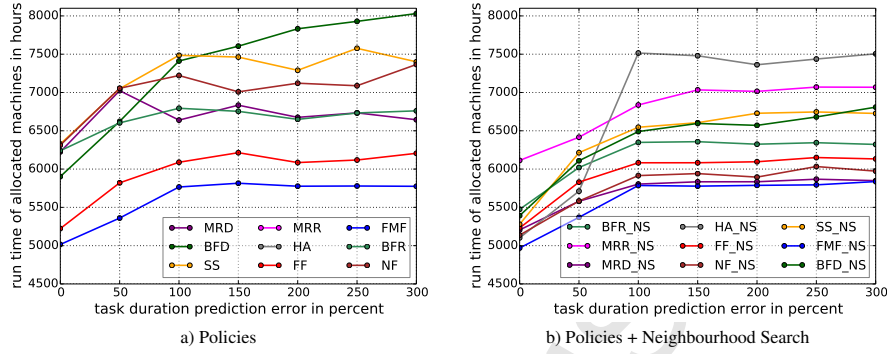 8000
7500
7000
6500
6000
5500
5000
4500
run time of allocated machines in hours
MRD MRR FMF
BFD HA BFR
SS FF NF
0 50 100 150 200 250 300
task duration prediction error in percent
a) Policies
8000
7500
7000
6500
6000
5500
5000
4500
run time of allocated machines in hours
BFR_NS HA_NS SS_NS
MRR_NS FF_NS FMF_NS
MRD_NS NF_NS BFD_NS
0 50 100 150 200 250 300
task duration prediction error in percent
b) Policies + Neighbourhood Search